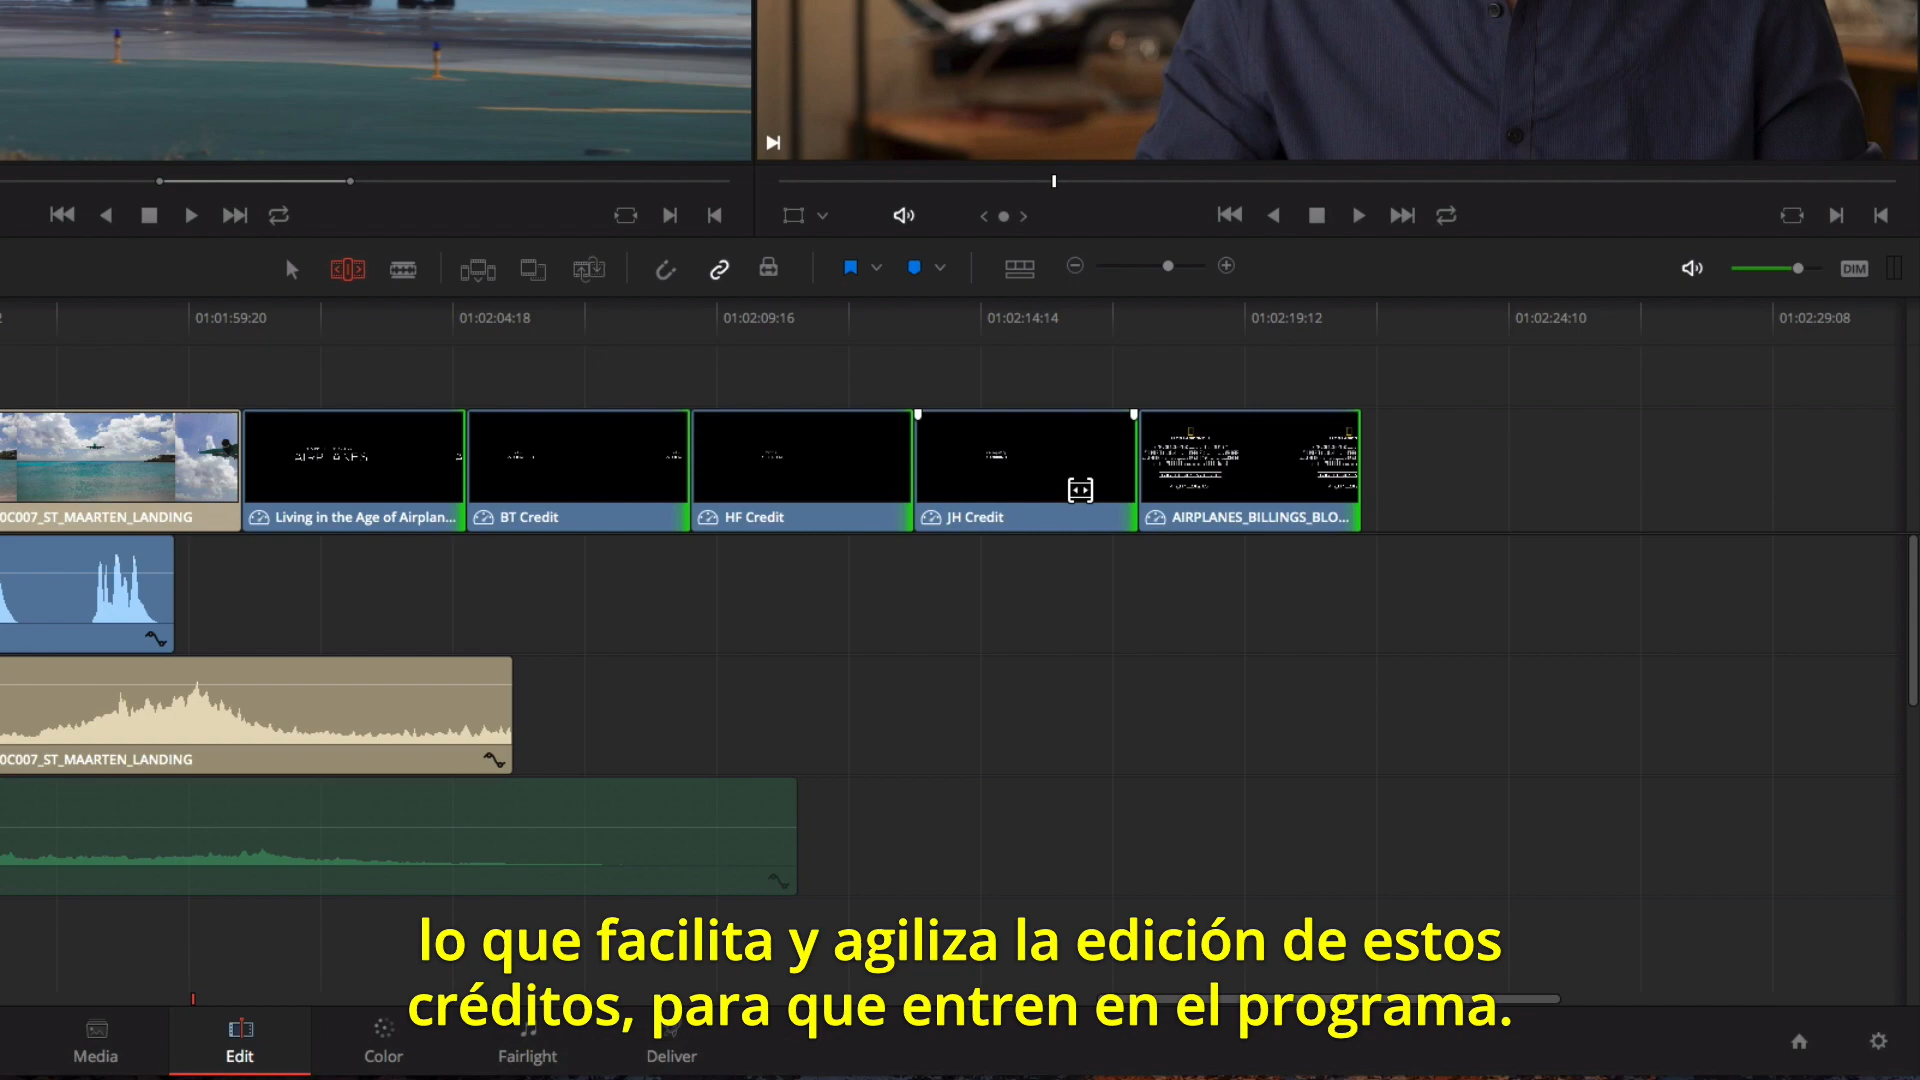 DIM
01:01:59:20
01:02:04:18
01:02:09:16
01:02:14:14
01:02:19:12
01:02:24:10
01:02:29:08
AIRPLANES
0C007_ST_MAARTEN_LANDING
Living in the Age of Airplan...
BT Credit
HF Credit
JH Credit
AIRPLANES_BILLINGS_BLO...
0C007_ST_MAARTEN_LANDING
lo que facilita y agiliza la edición de estos
créditos, para que entren en el programa.
Media
Edit
Color
Fairlight
Deliver